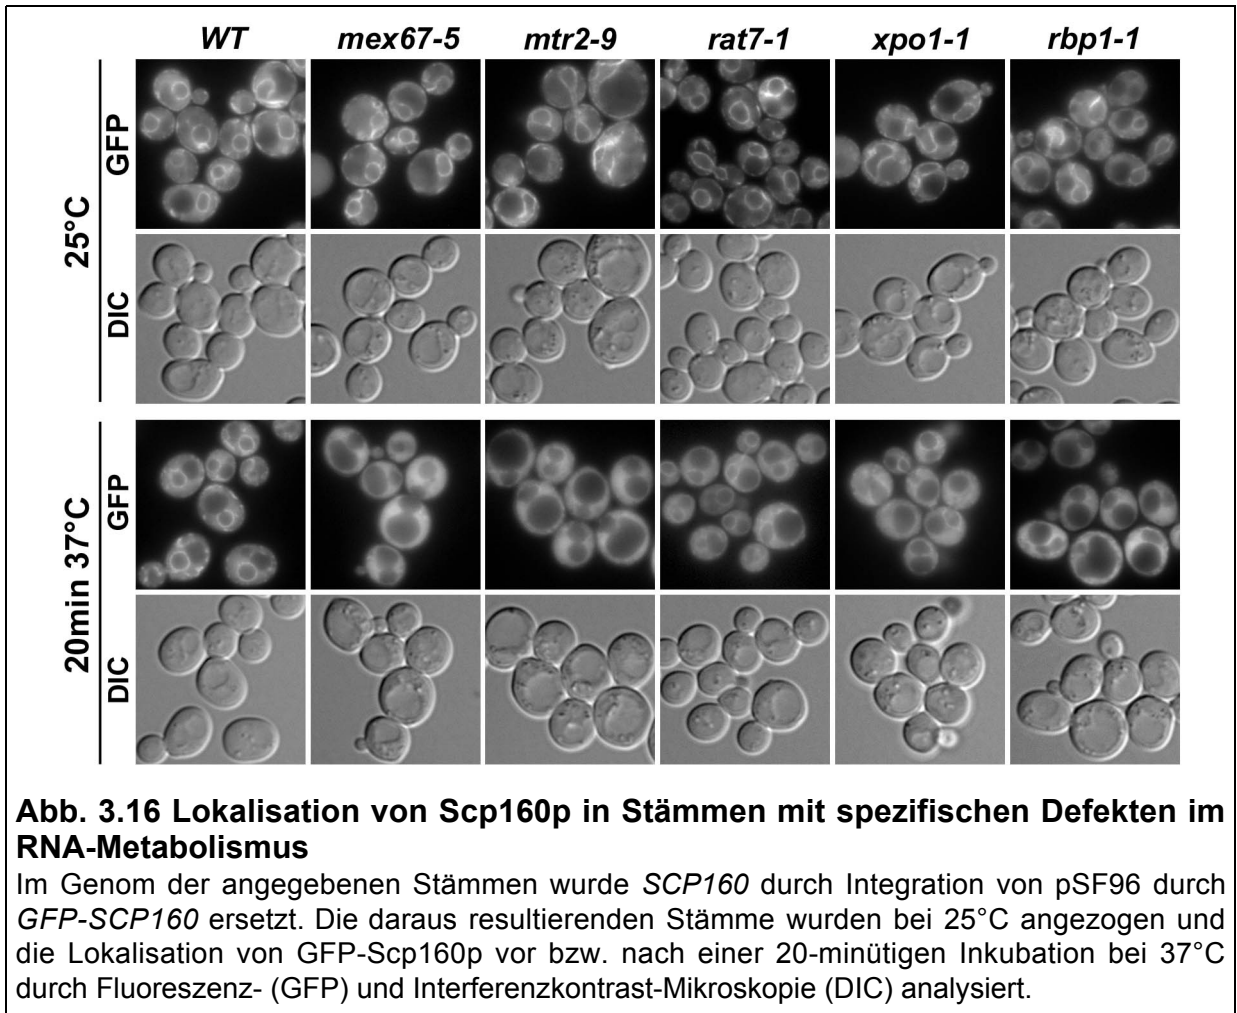 WT mex67-5 mtr2-9 rat7-1 xpo1-1 rbp1-1
25°C
GFP
DIC
20min 37°C
GFP
DIC
Abb. 3.16 Lokalisation von Scp160p in Stämmen mit spezifischen Defekten im
RNA-Metabolismus
Im Genom der angegebenen Stämmen wurde SCP160 durch Integration von pSF96 durch
GFP-SCP160 ersetzt. Die daraus resultierenden Stämme wurden bei 25°C angezogen und
die Lokalisation von GFP-Scp160p vor bzw. nach einer 20-minütigen Inkubation bei 37°C
durch Fluoreszenz- (GFP) und Interferenzkontrast-Mikroskopie (DIC) analysiert.